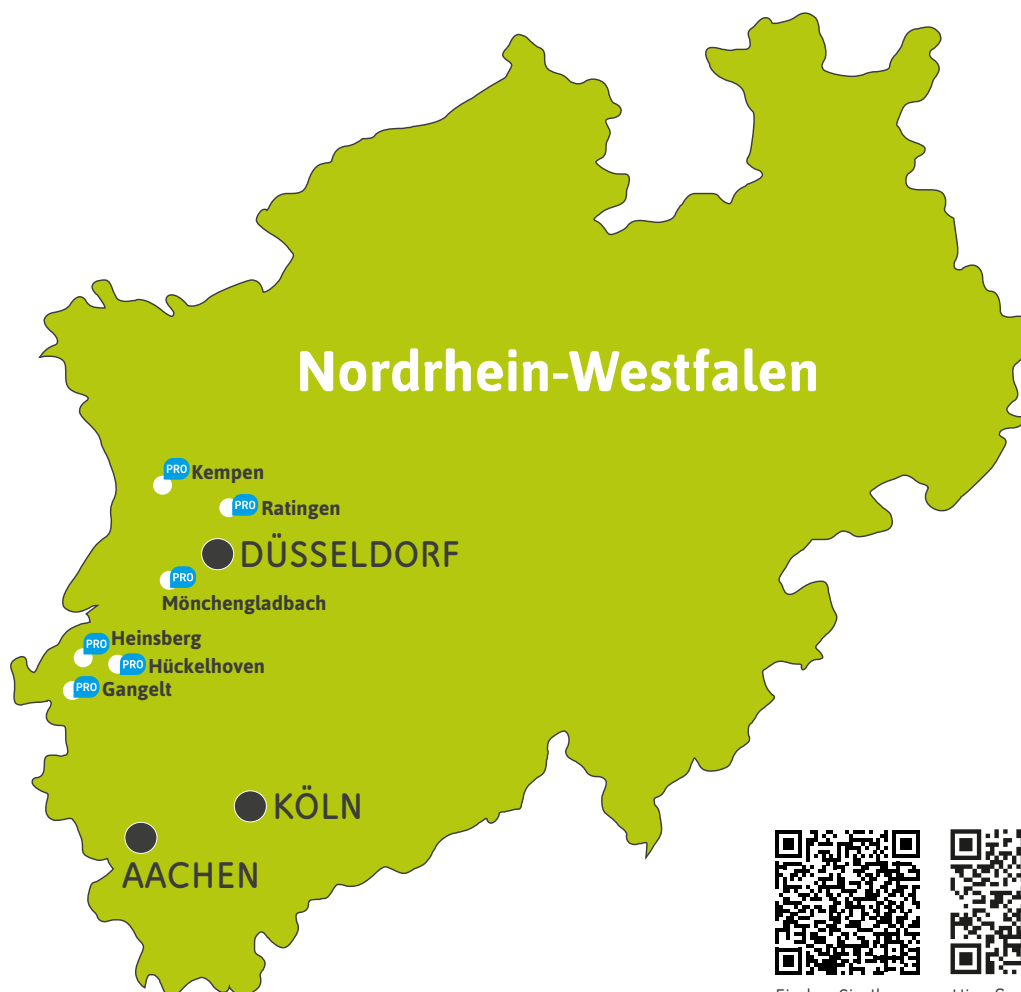 Nordrhein-Westfalen
PRO Kempen
PRO Ratingen
DÜSSELDORF
PRO
Mönchengladbach
PRO Heinsberg
PRO Hückelhoven
PRO Gangelt
KÖLN
AACHEN